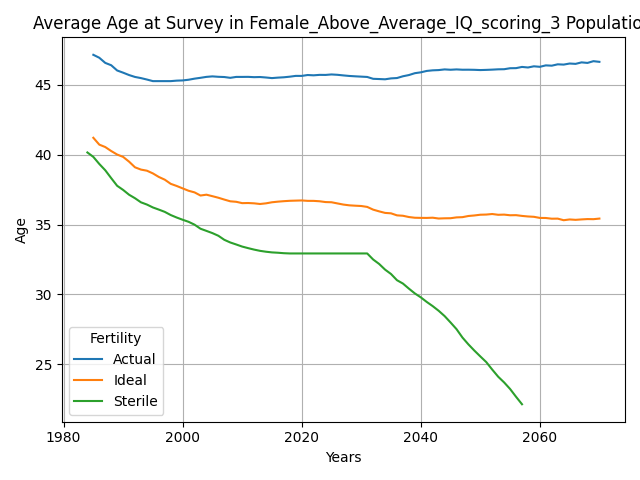 Average Age at Survey in Female_Above_Average_IQ_scoring_3 Populatio
Age
45
40
35
30
25
Fertility
Actual
Ideal
Sterile
1980
2000
2020
2040
2060
Years